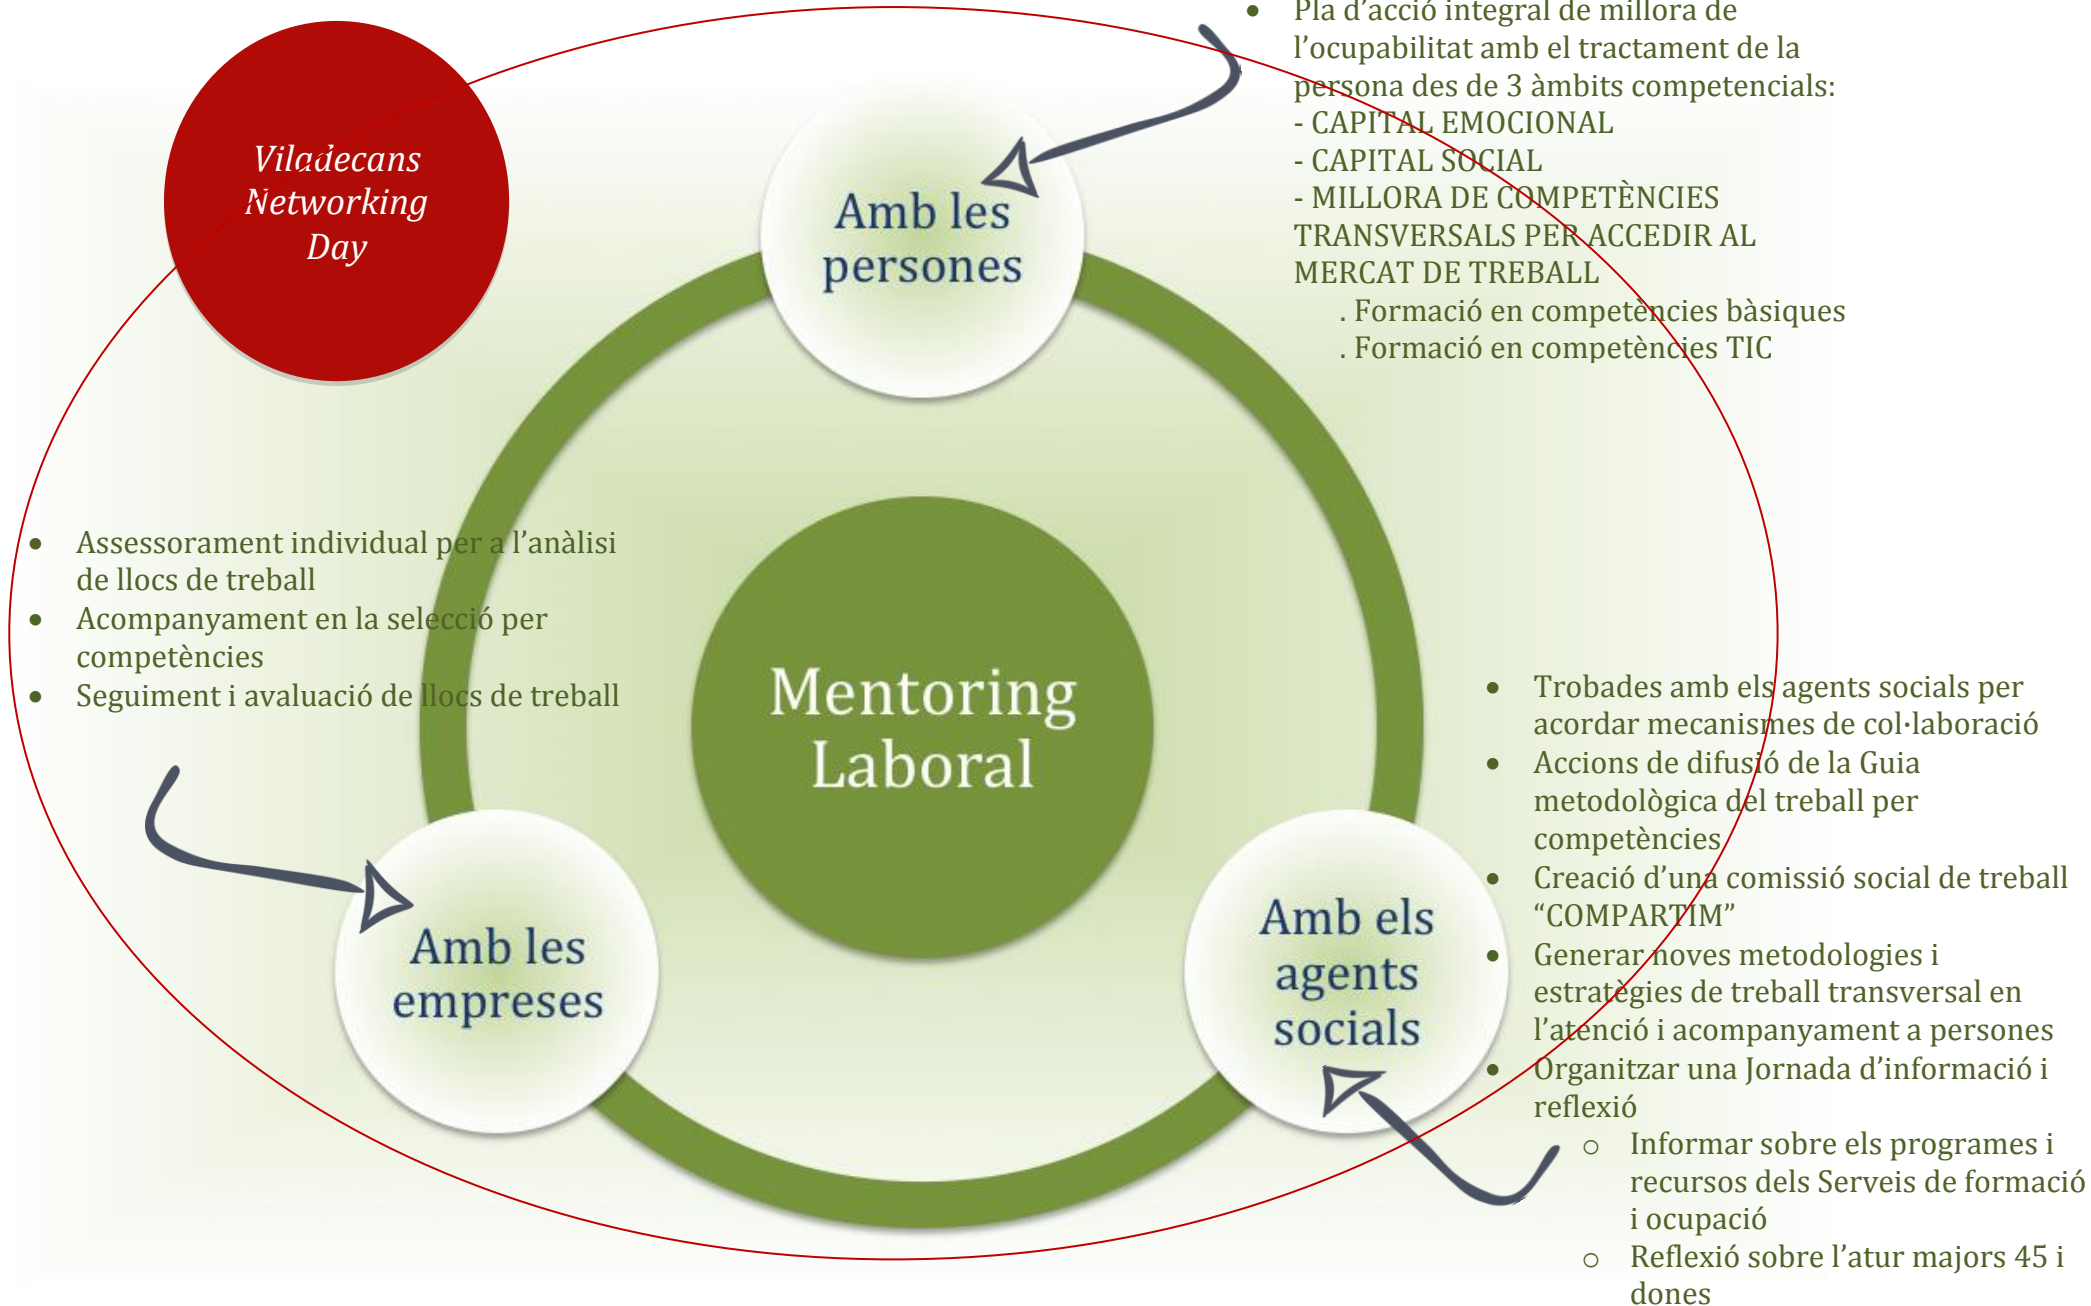 • Pla d’acció integral de millora de
l’ocupabilitat amb el tractament de la
persona des de 3 àmbits competencials:
- CAPITAL EMOCIONAL
- CAPITAL SOCIAL
- MILLORA DE COMPETÈNCIES
TRANSVERSALS PER ACCEDIR AL
MERCAT DE TREBALL
. Formació en competències bàsiques
. Formació en competències TIC
Viladecans
Networking
Day
Amb les
persones
• Assessorament individual per a l’anàlisi
de llocs de treball
• Acompanyament en la selecció per
competències
• Seguiment i avaluació de llocs de treball
Mentoring
Laboral
Amb les
empreses
Amb els
agents
socials
• Trobades amb els agents socials per
acordar mecanismes de col·laboració
• Accions de difusió de la Guia
metodològica del treball per
competències
• Creació d’una comissió social de treball
“COMPARTIM”
• Generar noves metodologies i
estratègies de treball transversal en
l’atenció i acompanyament a persones
• Organitzar una Jornada d’informació i
reflexió
o Informar sobre els programes i
recursos dels Serveis de formació
i ocupació
o Reflexió sobre l’atur majors 45 i
dones